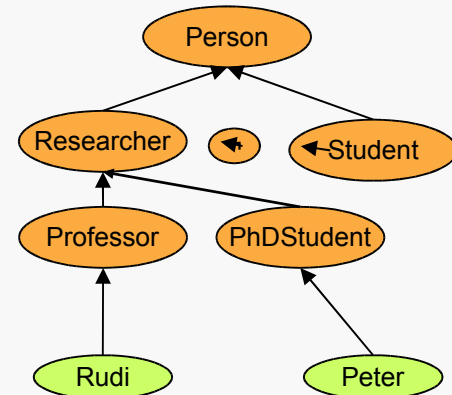 Person
Researcher
Student
Professor
PhDStudent
Rudi
Peter